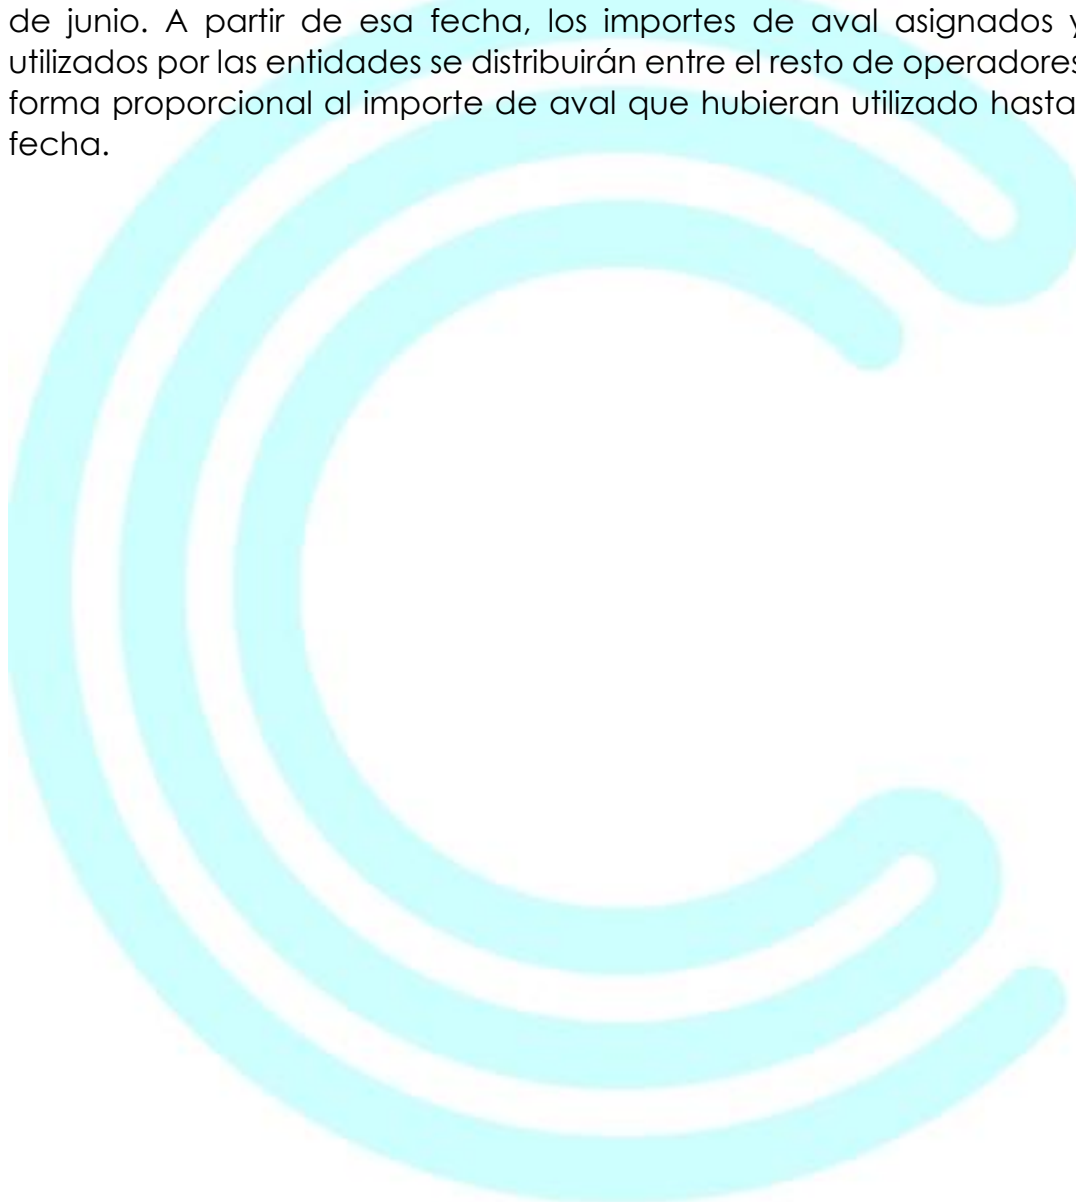 de junio. A partir de esa fecha, los importes de aval asignados y
utilizados por las entidades se distribuirán entre el resto de operadores
forma proporcional al importe de aval que hubieran utilizado hasta
fecha.